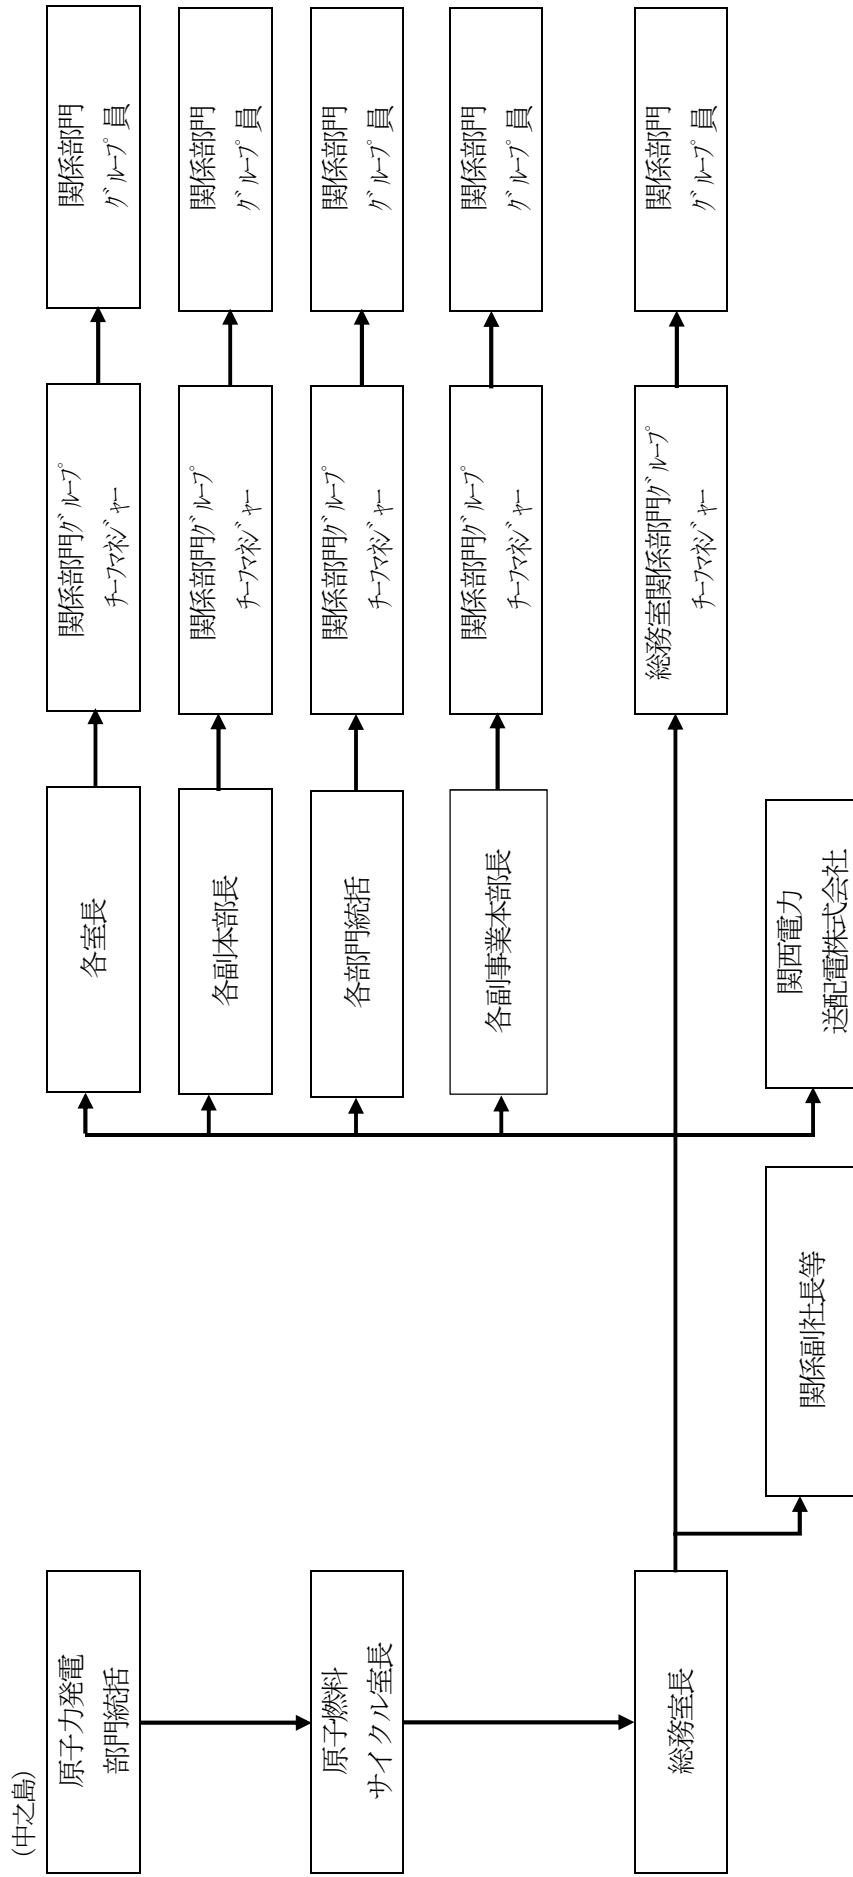 (中之島)
原子力発電
部門統括
原子燃料
サイクル室長
総務室長
関係副社長等
各室長
各副本部長
各部門統括
各副事業本部長
関西電力
送配電株式会社
関係部門ｸﾞﾙｰﾌﾟ
ﾁｰﾌﾏﾈｼﾞｬｰ
関係部門ｸﾞﾙｰﾌﾟ
ﾁｰﾌﾏﾈｼﾞｬｰ
関係部門ｸﾞﾙｰﾌﾟ
ﾁｰﾌﾏﾈｼﾞｬｰ
関係部門ｸﾞﾙｰﾌﾟ
ﾁｰﾌﾏﾈｼﾞｬｰ
総務室関係部門ｸﾞﾙｰﾌﾟ
ﾁｰﾌﾏﾈｼﾞｬｰ
関係部門
ｸﾞﾙｰﾌﾟ員
関係部門
ｸﾞﾙｰﾌﾟ員
関係部門
ｸﾞﾙｰﾌﾟ員
関係部門
ｸﾞﾙｰﾌﾟ員
関係部門
ｸﾞﾙｰﾌﾟ員